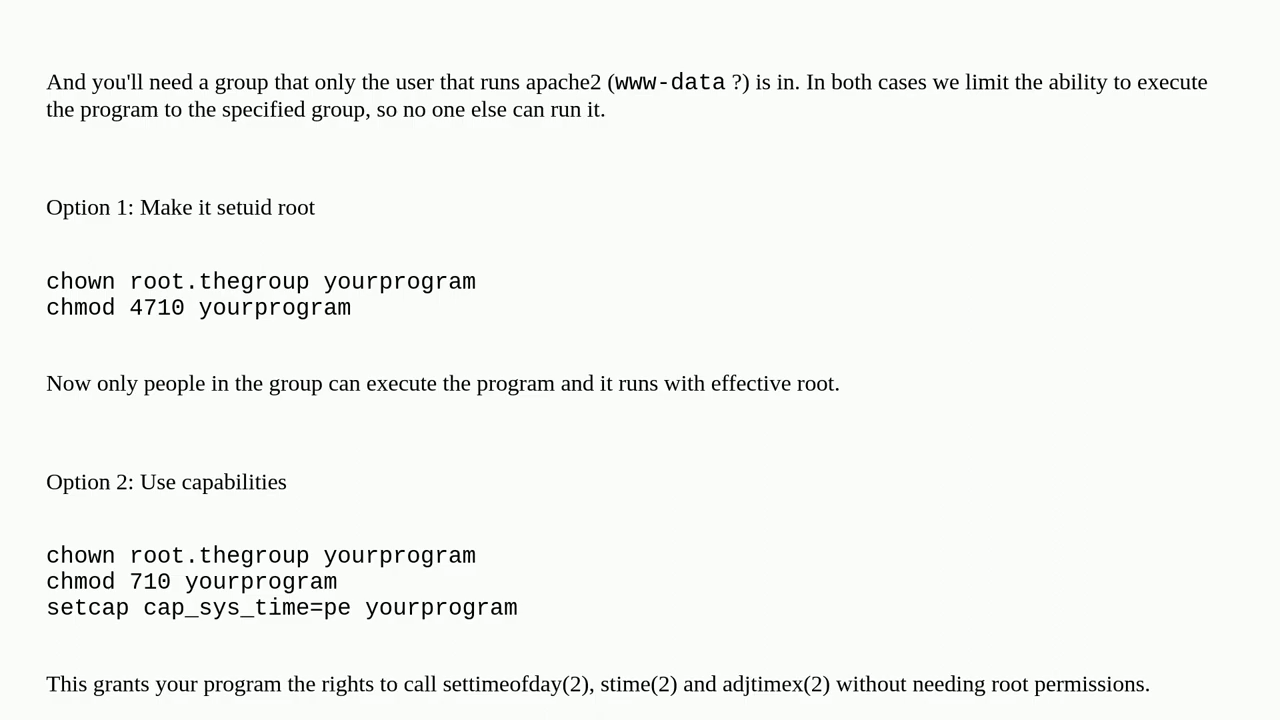 And you'll need a group that only the user that runs apache2 (www-data ?) is in. In both cases we limit the ability to execute
the program to the specified group, so no one else can run it.
Option 1: Make it setuid root
chown root.thegroup yourprogram
chmod 4710 yourprogram
Now only people in the group can execute the program and it runs with effective root.
Option 2: Use capabilities
chown root.thegroup yourprogram
chmod 710 yourprogram
setcap cap_sys_time=pe yourprogram
This grants your program the rights to call settimeofday(2), stime(2) and adjtimex(2) without needing root permissions.